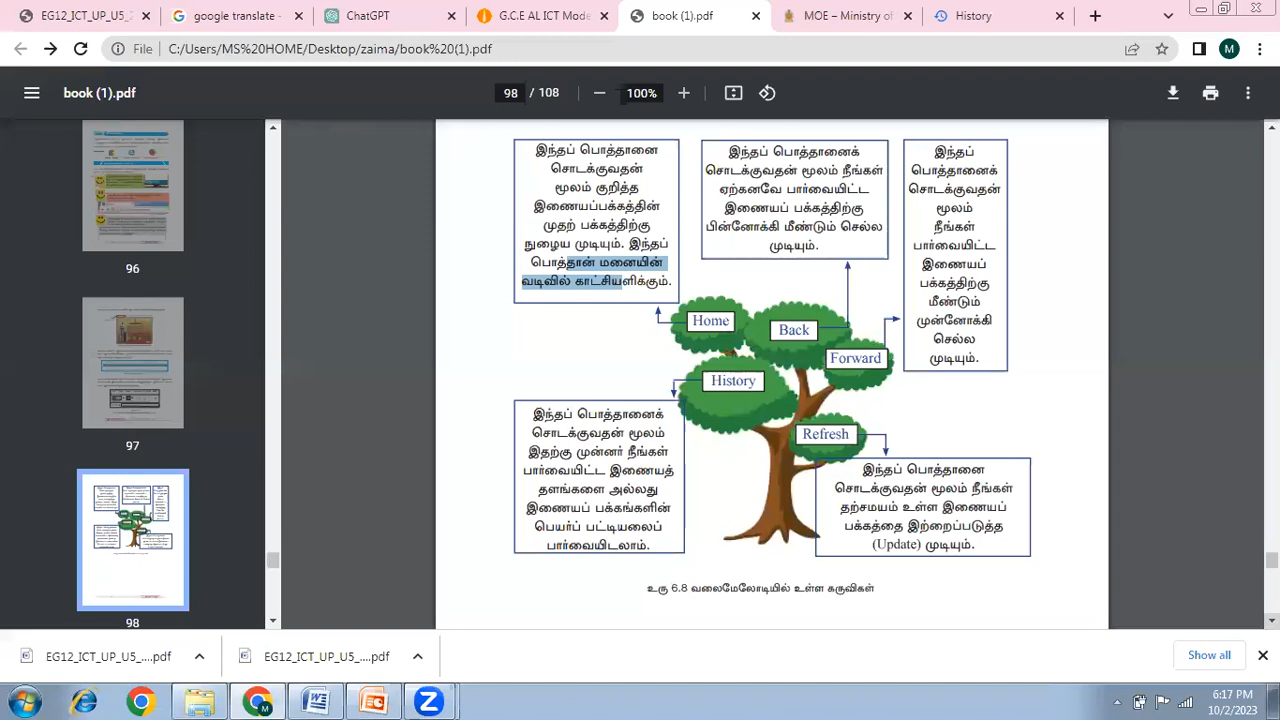 EG12_ICT_UP_U5_2
google translate -
ChatGPT
G.C.E AL ICT Mode
book (1).pdf
MOE – Ministry of
History
File
C:/Users/MS%20HOME/Desktop/zaima/book%20(1).pdf
M
book (1).pdf
98 / 108
100%
96
97
98
இந்தப் பொத்தானை
சொடக்குவதன்
மூலம் குறித்த
இணையப்பக்கத்தின்
முதற் பக்கத்திற்கு
நுழைய முடியும். இந்தப்
பொத்தான் மனையின்
வடிவில் காட்சியளிக்கும்.
இந்தப் பொத்தானைக்
சொடக்குவதன் மூலம் நீங்கள்
ஏற்கனவே பார்வையிட்ட
இணையப் பக்கத்திற்கு
பின்னோக்கி மீண்டும் செல்ல
முடியும்.
இந்தப்
பொத்தானைக்
சொடக்குவதன்
மூலம்
நீங்கள்
பார்வையிட்ட
இணையப்
பக்கத்திற்கு
மீண்டும்
முன்னோக்கி
செல்ல
முடியும்.
Home
Back
Forward
History
Refresh
இந்தப் பொத்தானைக்
சொடக்குவதன் மூலம்
இதற்கு முன்னர் நீங்கள்
பார்வையிட்ட இணையத்
தளங்களை அல்லது
இணையப் பக்கங்களின்
பெயர்ப் பட்டியலைப்
பார்வையிடலாம்.
இந்தப் பொத்தானை
சொடக்குவதன் மூலம் நீங்கள்
தற்சமயம் உள்ள இணையப்
பக்கத்தை இற்றைப்படுத்த
(Update) முடியும்.
உரு 6.8 வலைமேலோடியில் உள்ள கருவிகள்
EG12_ICT_UP_U5_....pdf
EG12_ICT_UP_U5_....pdf
Show all
6:17 PM
10/2/2023